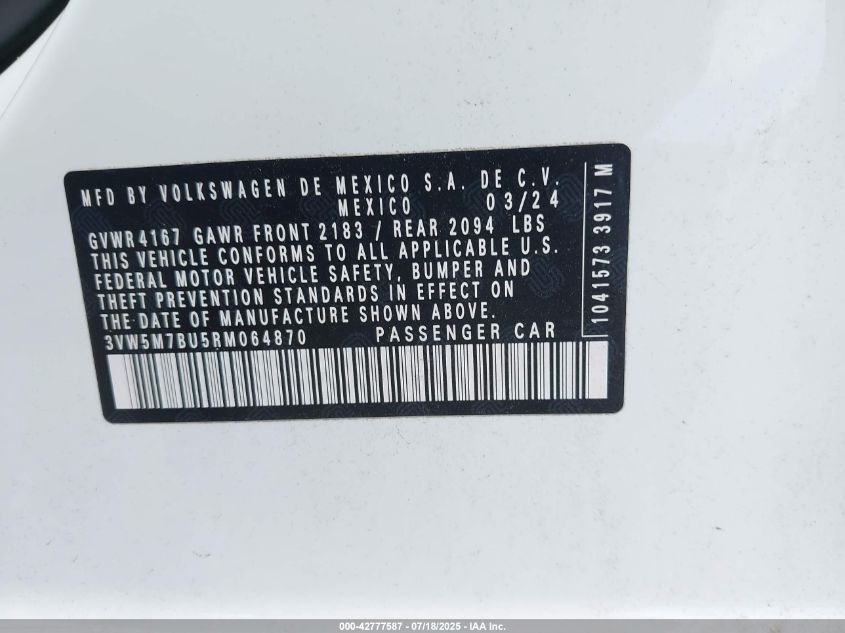 MFD BY VOLKSWAGEN DE MEXICO S.A. DE C.V.
MEXICO 03/24
GVWR 4167 GAWR FRONT 2183 / REAR 2094 LBS
THIS VEHICLE CONFORMS TO ALL APPLICABLE U.S.
FEDERAL MOTOR VEHICLE SAFETY, BUMPER AND
THEFT PREVENTION STANDARDS IN EFFECT ON
THE DATE OF MANUFACTURE SHOWN ABOVE.
3VW5M7BU5RM064870 PASSENGER CAR
1041573 3917 M
000-42777587 - 07/18/2025 - IAA Inc.